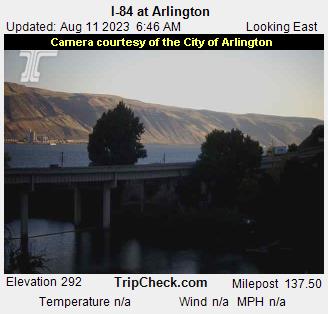 I-84 at Arlington
Updated: Aug 11 2023 6:46 AM Looking East
Camera courtesy of the City of Arlington
Elevation 292 TripCheck.com Milepost 137.50
Temperature n/a Wind n/a MPH n/a